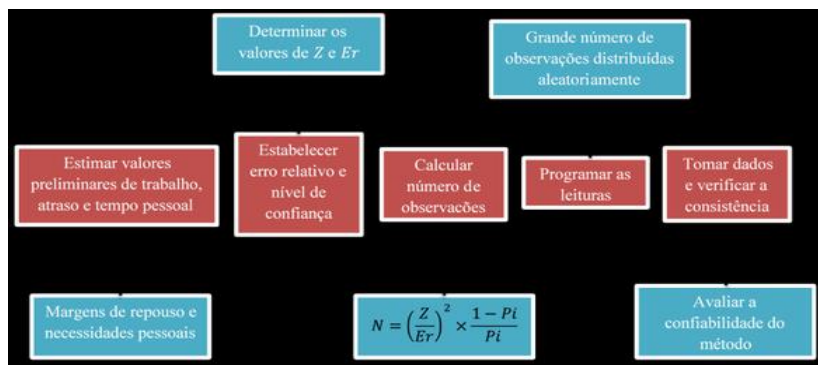 Determinar os
valores de Z e Er
Grande número de
observações distribuídas
aleatoriamente
Estimar valores
preliminares de trabalho,
atraso e tempo pessoal
Estabelecer
erro relativo e
nível de
confiança
Calcular
número de
observacões
Programar as
leituras
Tomar dados
e verificar a
consistência
Margens de repouso e
necessidades pessoais
N = (Z/Er)² × (1 − Pi)/Pi
Avaliar a
confiabilidade do
método